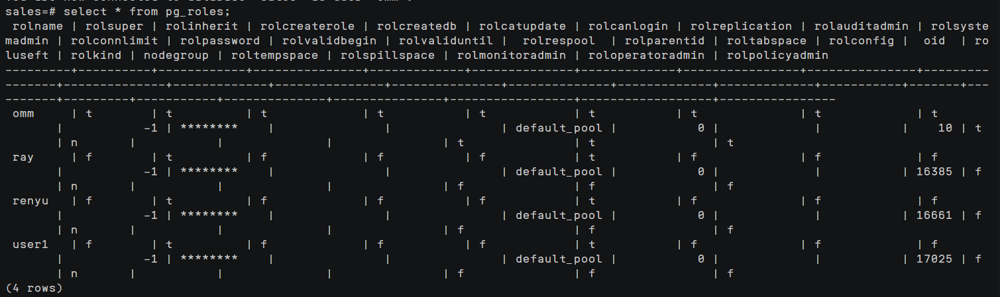 sales=# select * from pg_roles;
 rolname | rolsuper | rolinherit | rolcreaterole | rolcreatedb | rolcatupdate | rolcanlogin | rolreplication | rolauditadmin | rolsyste
madmin | rolconnlimit | rolpassword | rolvalidbegin | rolvaliduntil |  rolrespool  | rolparentid | roltabspace | rolconfig |  oid  | ro
luseft | rolkind | nodegroup | roltempspace | rolspillspace | rolmonitoradmin | roloperatoradmin | rolpolicyadmin
---------+----------+------------+---------------+-------------+--------------+-------------+----------------+---------------+---------
-------+--------------+-------------+---------------+---------------+--------------+-------------+-------------+-----------+-------+---
-------+---------+-----------+--------------+---------------+-----------------+------------------+----------------
 omm     | t        | t          | t             | t           | t            | t           | t              | t             | t
       |           -1 | ********    |               |               | default_pool |           0 |             |           |    10 | t
       | n       |           |              |               | t               | t                | t
 ray     | f        | t          | f             | f           | f            | t           | f              | f             | f
       |           -1 | ********    |               |               | default_pool |           0 |             |           | 16385 | f
       | n       |           |              |               | f               | f                | f
 renyu   | f        | t          | f             | f           | f            | t           | f              | f             | f
       |           -1 | ********    |               |               | default_pool |           0 |             |           | 16661 | f
       | n       |           |              |               | f               | f                | f
 user1   | f        | t          | f             | f           | f            | t           | f              | f             | f
       |           -1 | ********    |               |               | default_pool |           0 |             |           | 17025 | f
       | n       |           |              |               | f               | f                | f
(4 rows)